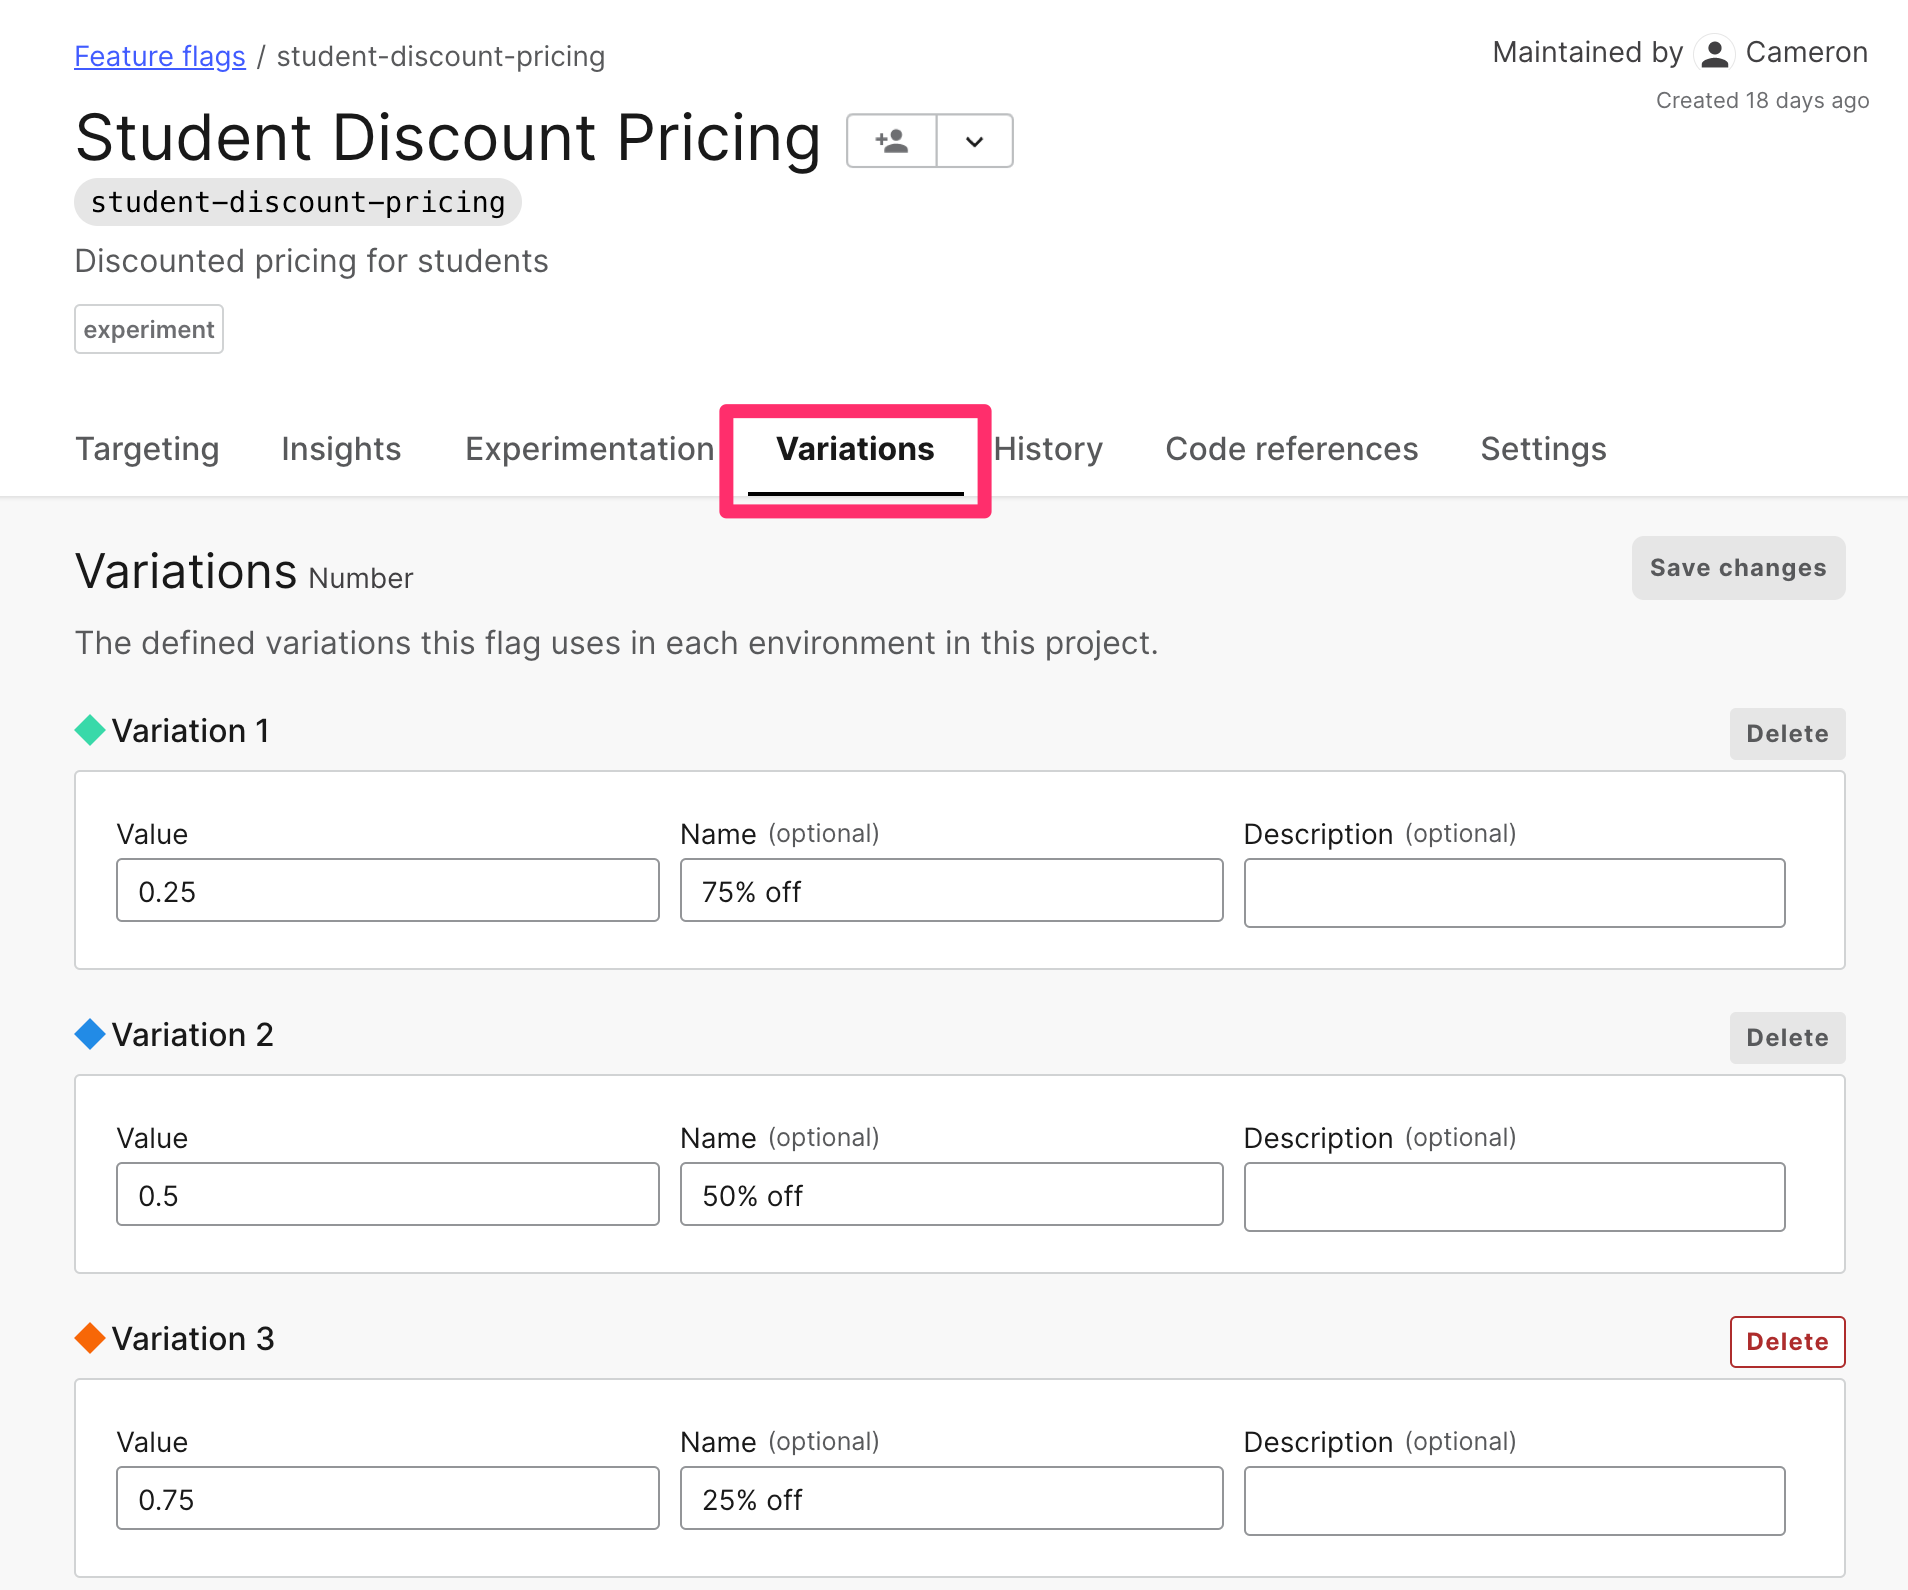 Feature flags / student-discount-pricing
Maintained by Cameron
Created 18 days ago
Student Discount Pricing
student-discount-pricing
Discounted pricing for students
experiment
Targeting Insights Experimentation Variations History Code references Settings
Variations Number
Save changes
The defined variations this flag uses in each environment in this project.
Variation 1
Delete
Value Name (optional) Description (optional)
0.25 75% off
Variation 2
Delete
Value Name (optional) Description (optional)
0.5 50% off
Variation 3
Delete
Value Name (optional) Description (optional)
0.75 25% off